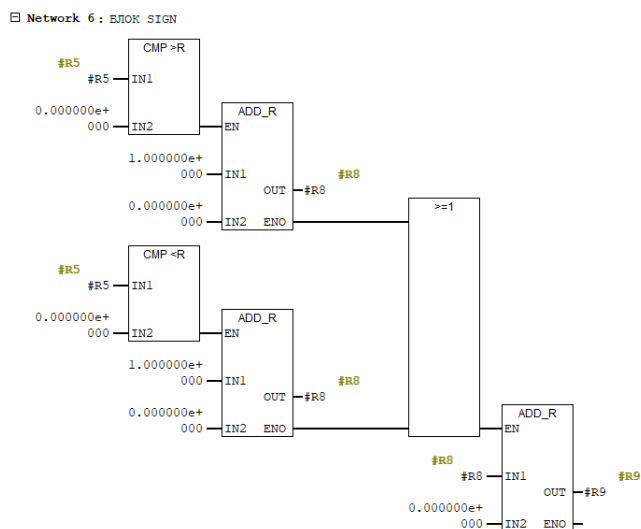 Network 6 : БЛОК SIGN
CMP >R
#R5
#R5 IN1
0.000000e+
000 IN2
ADD_R
EN
1.000000e+
000 IN1
#R8
OUT #R8
0.000000e+
000 IN2 ENO
>=1
CMP <R
#R5
#R5 IN1
0.000000e+
000 IN2
ADD_R
EN
1.000000e+
000 IN1
#R8
OUT #R8
0.000000e+
000 IN2 ENO
ADD_R
EN
#R8
#R8 IN1
#R9
OUT #R9
0.000000e+
000 IN2 ENO